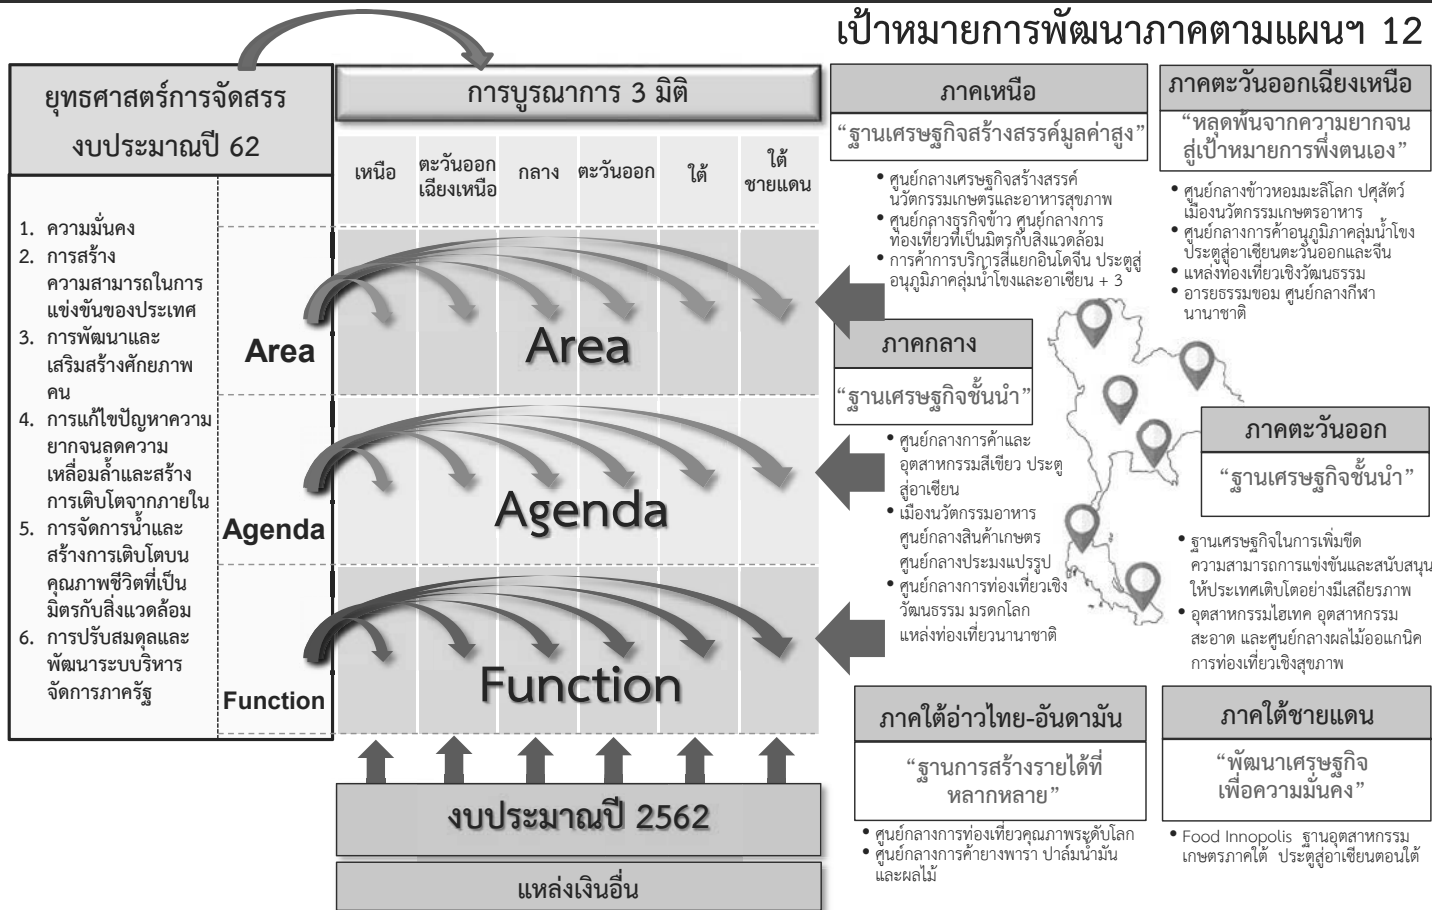 เป้าหมายการพัฒนาภาคตามแผนฯ 12
ยุทธศาสตร์การจัดสรร
งบประมาณปี 62
1. ความมั่นคง
2. การสร้าง
ความสามารถในการ
แข่งขันของประเทศ
3. การพัฒนาและ
เสริมสร้างศักยภาพ
คน
4. การแก้ไขปัญหาความ
ยากจนลดความ
เหลื่อมล้ำและสร้าง
การเติบโตจากภายใน
5. การจัดการน้ำและ
สร้างการเติบโตบน
คุณภาพชีวิตที่เป็น
มิตรกับสิ่งแวดล้อม
6. การปรับสมดุลและ
พัฒนาระบบบริหาร
จัดการภาครัฐ
Area
Agenda
Function
การบูรณาการ 3 มิติ
เหนือ
ตะวันออก
เฉียงเหนือ
กลาง
ตะวันออก
ใต้
ใต้
ชายแดน
Area
Agenda
Function
งบประมาณปี 2562
แหล่งเงินอื่น
ภาคเหนือ
“ฐานเศรษฐกิจสร้างสรรค์มูลค่าสูง”
• ศูนย์กลางเศรษฐกิจสร้างสรรค์
นวัตกรรมเกษตรและอาหารสุขภาพ
• ศูนย์กลางธุรกิจข้าว ศูนย์กลางการ
ท่องเที่ยวที่เป็นมิตรกับสิ่งแวดล้อม
• การค้าการบริการสี่แยกอินโดจีน ประตูสู่
อนุภูมิภาคลุ่มน้ำโขงและอาเซียน + 3
ภาคตะวันออกเฉียงเหนือ
“หลุดพ้นจากความยากจน
สู่เป้าหมายการพึ่งตนเอง”
• ศูนย์กลางข้าวหอมมะลิโลก ปศุสัตว์
เมืองนวัตกรรมเกษตรอาหาร
• ศูนย์กลางการค้าอนุภูมิภาคลุ่มน้ำโขง
ประตูสู่อาเซียนตะวันออกและจีน
• แหล่งท่องเที่ยวเชิงวัฒนธรรม
• อารยธรรมขอม ศูนย์กลางกีฬา
นานาชาติ
ภาคกลาง
“ฐานเศรษฐกิจชั้นนำ”
• ศูนย์กลางการค้าและ
อุตสาหกรรมสีเขียว ประตู
สู่อาเซียน
• เมืองนวัตกรรมอาหาร
ศูนย์กลางสินค้าเกษตร
ศูนย์กลางประมงแปรรูป
• ศูนย์กลางการท่องเที่ยวเชิง
วัฒนธรรม มรดกโลก
แหล่งท่องเที่ยวนานาชาติ
ภาคตะวันออก
“ฐานเศรษฐกิจชั้นนำ”
• ฐานเศรษฐกิจในการเพิ่มขีด
ความสามารถการแข่งขันและสนับสนุน
ให้ประเทศเติบโตอย่างมีเสถียรภาพ
• อุตสาหกรรมไฮเทค อุตสาหกรรม
สะอาด และศูนย์กลางผลไม้ออแกนิค
การท่องเที่ยวเชิงสุขภาพ
ภาคใต้อ่าวไทย-อันดามัน
“ฐานการสร้างรายได้ที่
หลากหลาย”
• ศูนย์กลางการท่องเที่ยวคุณภาพระดับโลก
• ศูนย์กลางการค้ายางพารา ปาล์มน้ำมัน
และผลไม้
ภาคใต้ชายแดน
“พัฒนาเศรษฐกิจ
เพื่อความมั่นคง”
• Food Innopolis ฐานอุตสาหกรรม
เกษตรภาคใต้ ประตูสู่อาเซียนตอนใต้